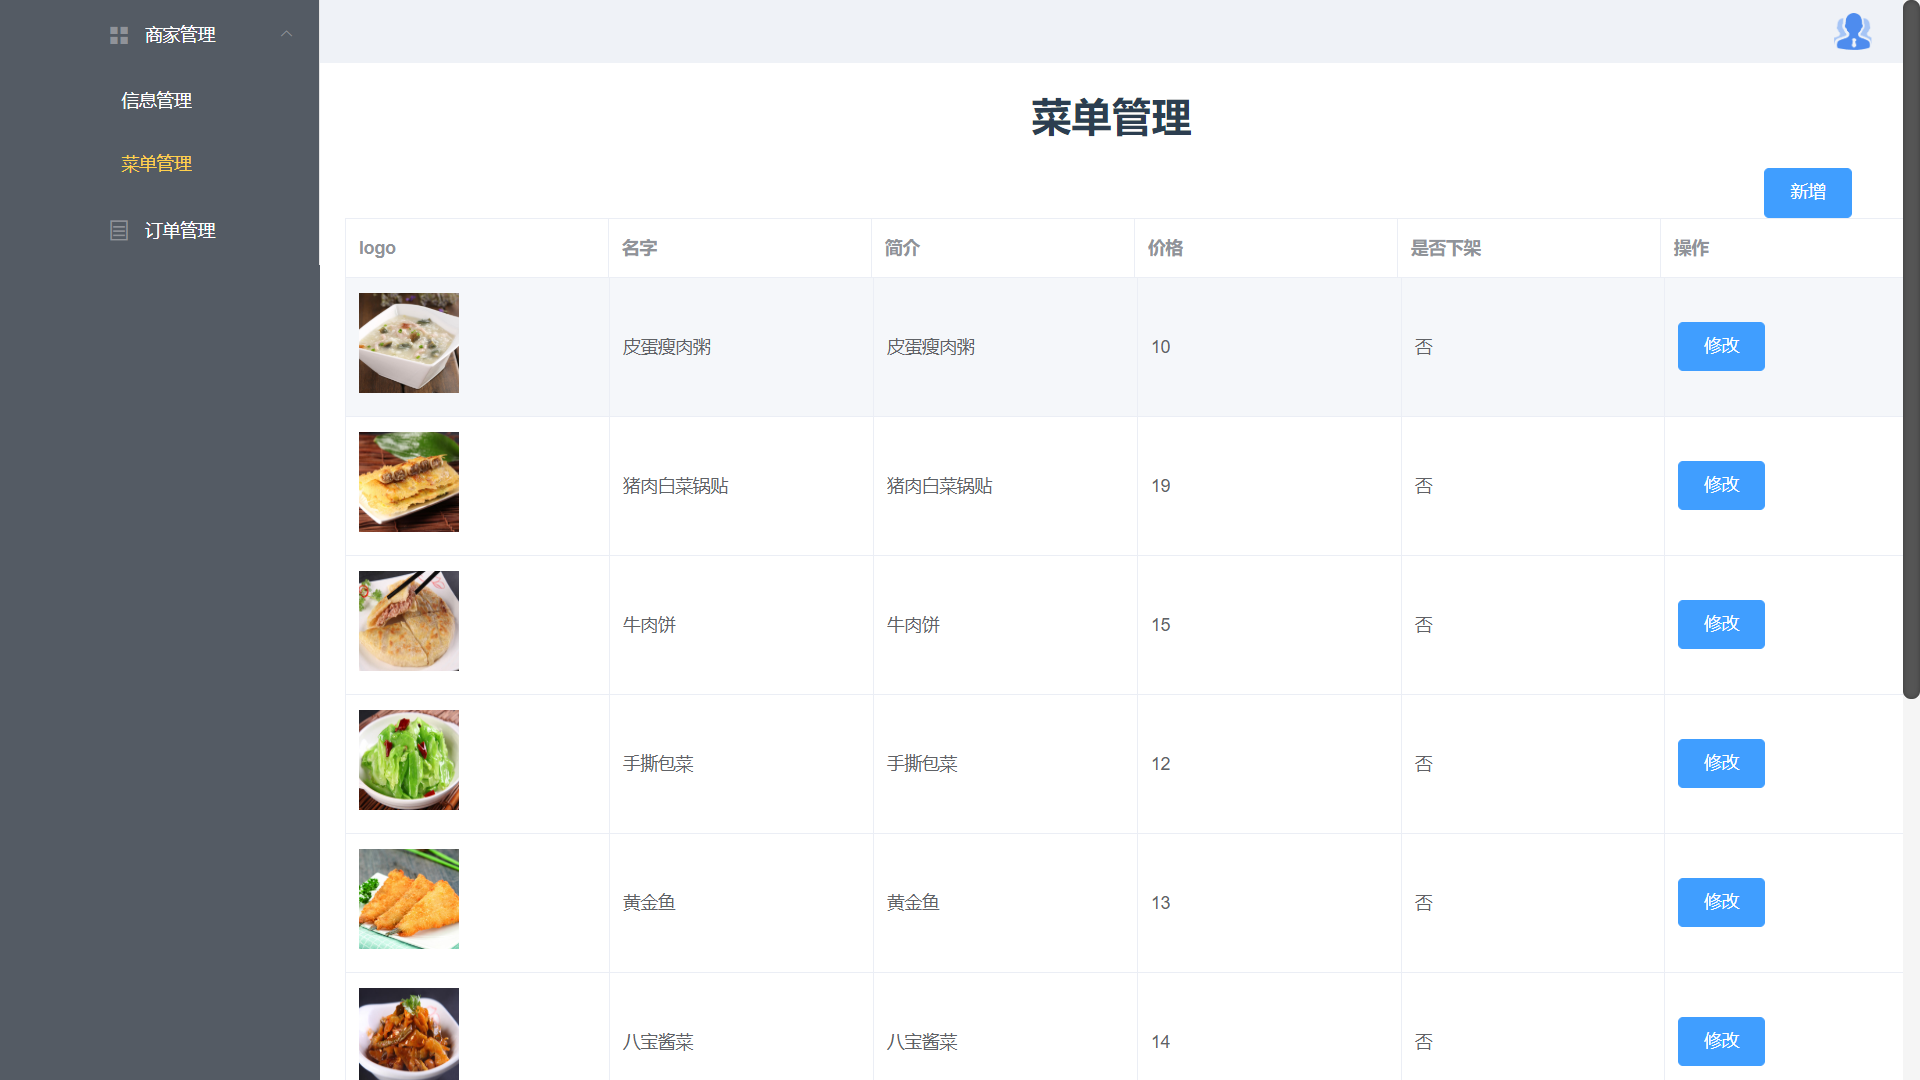 商家管理
信息管理
菜单管理
订单管理
菜单管理
新增
logo 名字 简介 价格 是否下架 操作
皮蛋瘦肉粥 皮蛋瘦肉粥 10 否 修改
猪肉白菜锅贴 猪肉白菜锅贴 19 否 修改
牛肉饼 牛肉饼 15 否 修改
手撕包菜 手撕包菜 12 否 修改
黄金鱼 黄金鱼 13 否 修改
八宝酱菜 八宝酱菜 14 否 修改